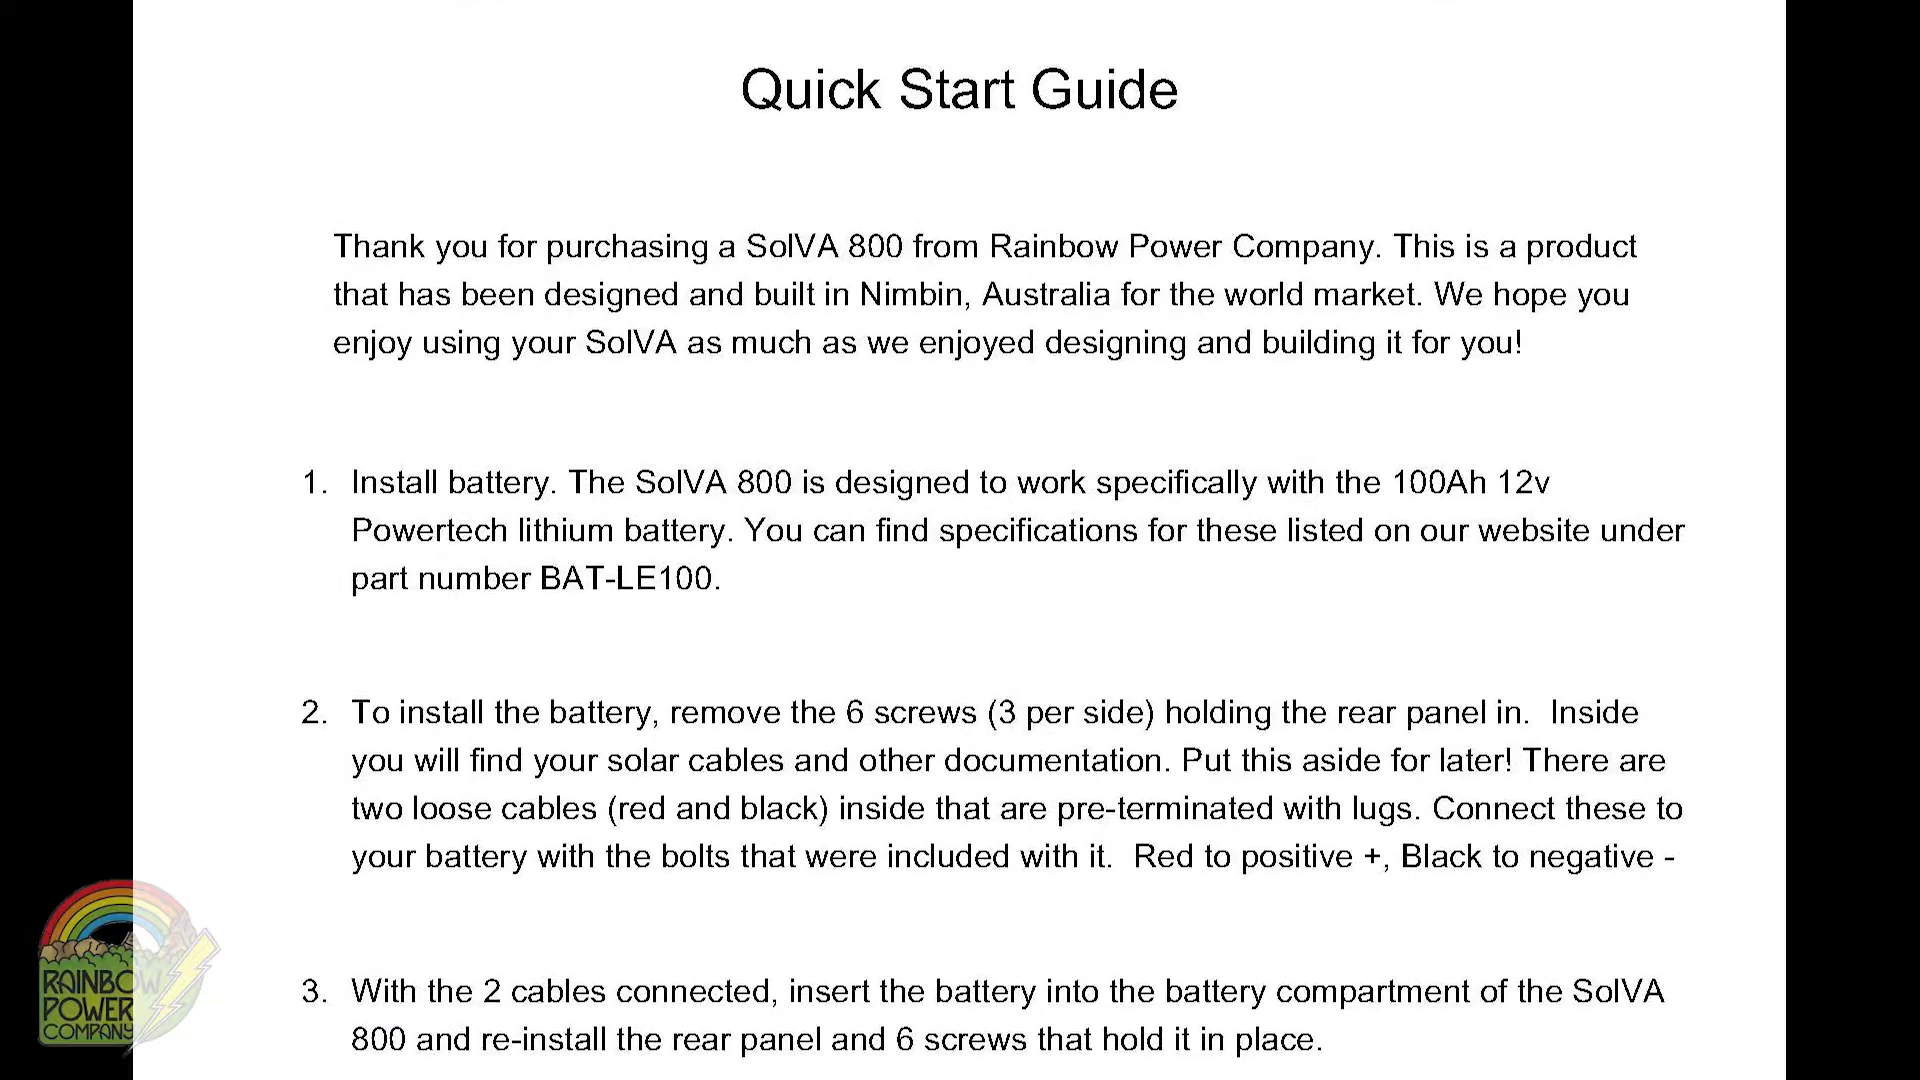 Quick Start Guide
Thank you for purchasing a SolVA 800 from Rainbow Power Company. This is a product
that has been designed and built in Nimbin, Australia for the world market. We hope you
enjoy using your SolVA as much as we enjoyed designing and building it for you!
1. Install battery. The SolVA 800 is designed to work specifically with the 100Ah 12v
Powertech lithium battery. You can find specifications for these listed on our website under
part number BAT-LE100.
2. To install the battery, remove the 6 screws (3 per side) holding the rear panel in.  Inside
you will find your solar cables and other documentation. Put this aside for later! There are
two loose cables (red and black) inside that are pre-terminated with lugs. Connect these to
your battery with the bolts that were included with it.  Red to positive +, Black to negative -
3. With the 2 cables connected, insert the battery into the battery compartment of the SolVA
800 and re-install the rear panel and 6 screws that hold it in place.
RAINBOW
POWER
COMPANY